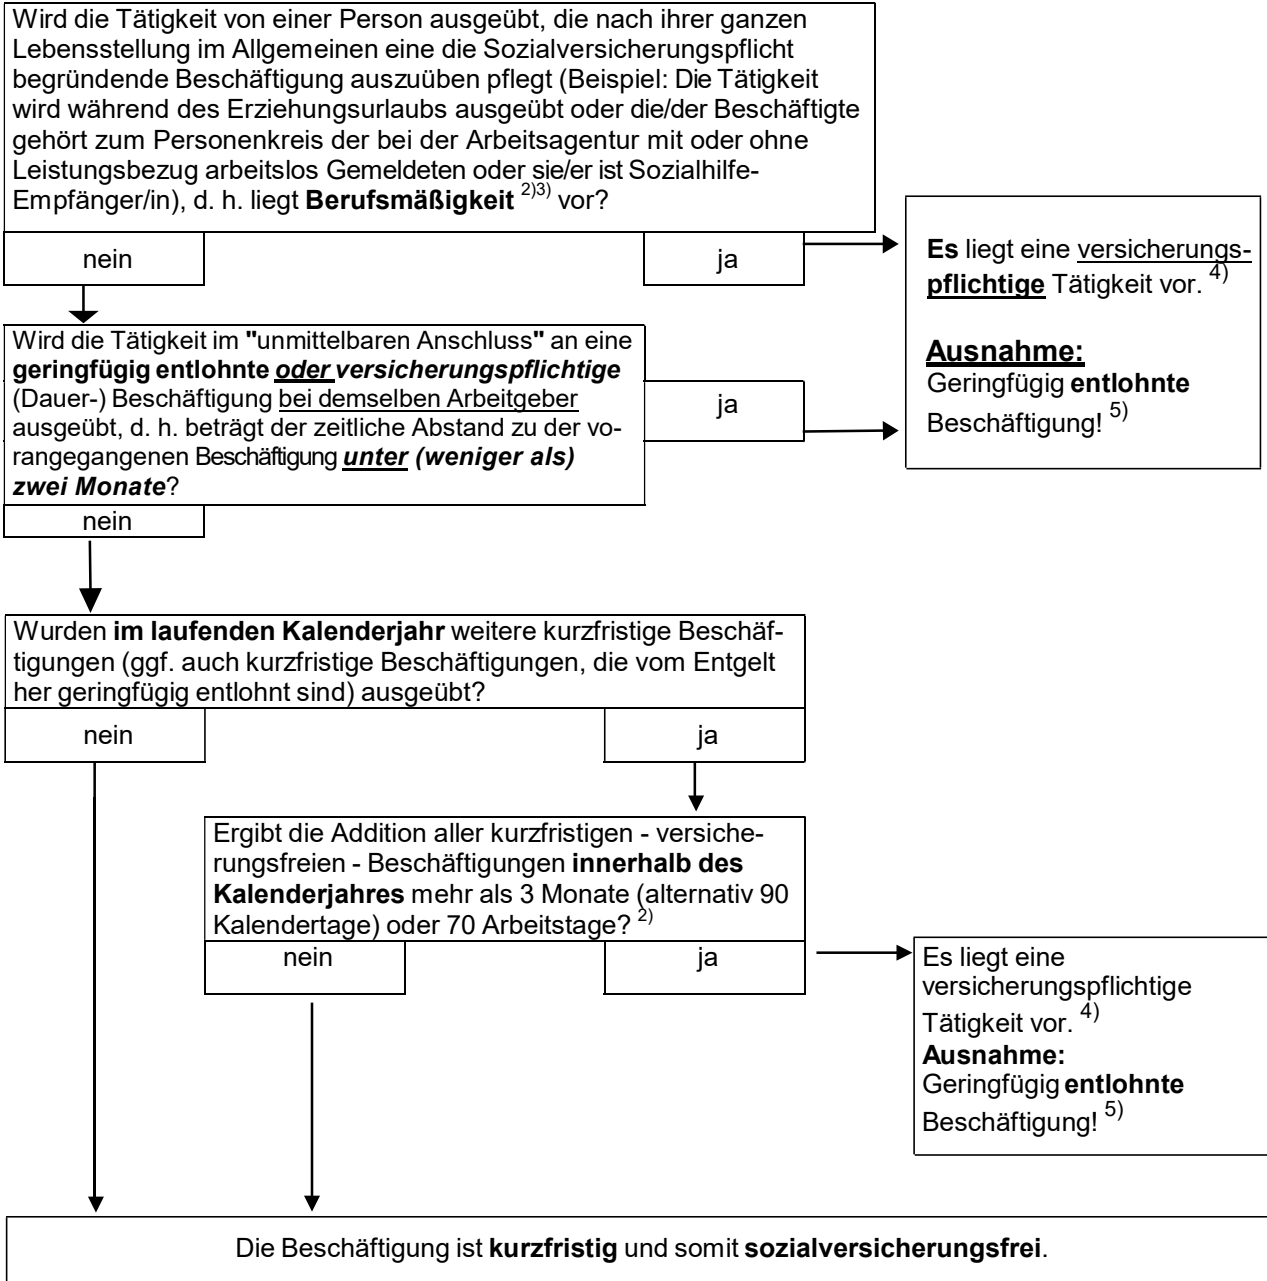 Wird die Tätigkeit von einer Person ausgeübt, die nach ihrer ganzen
Lebensstellung im Allgemeinen eine die Sozialversicherungspflicht
begründende Beschäftigung auszuüben pflegt (Beispiel: Die Tätigkeit
wird während des Erziehungsurlaubs ausgeübt oder die/der Beschäftigte
gehört zum Personenkreis der bei der Arbeitsagentur mit oder ohne
Leistungsbezug arbeitslos Gemeldeten oder sie/er ist Sozialhilfe-
Empfänger/in), d. h. liegt Berufsmäßigkeit 2)3) vor?
nein
ja
Es liegt eine versicherungs-
pflichtige Tätigkeit vor. 4)
Ausnahme:
Geringfügig entlohnte
Beschäftigung! 5)
Wird die Tätigkeit im "unmittelbaren Anschluss" an eine
geringfügig entlohnte oder versicherungspflichtige
(Dauer-) Beschäftigung bei demselben Arbeitgeber
ausgeübt, d. h. beträgt der zeitliche Abstand zu der vo-
rangegangenen Beschäftigung unter (weniger als)
zwei Monate?
ja
nein
Wurden im laufenden Kalenderjahr weitere kurzfristige Beschäf-
tigungen (ggf. auch kurzfristige Beschäftigungen, die vom Entgelt
her geringfügig entlohnt sind) ausgeübt?
nein
ja
Ergibt die Addition aller kurzfristigen - versiche-
rungsfreien - Beschäftigungen innerhalb des
Kalenderjahres mehr als 3 Monate (alternativ 90
Kalendertage) oder 70 Arbeitstage? 2)
nein
ja
Es liegt eine
versicherungspflichtige
Tätigkeit vor. 4)
Ausnahme:
Geringfügig entlohnte
Beschäftigung! 5)
Die Beschäftigung ist kurzfristig und somit sozialversicherungsfrei.